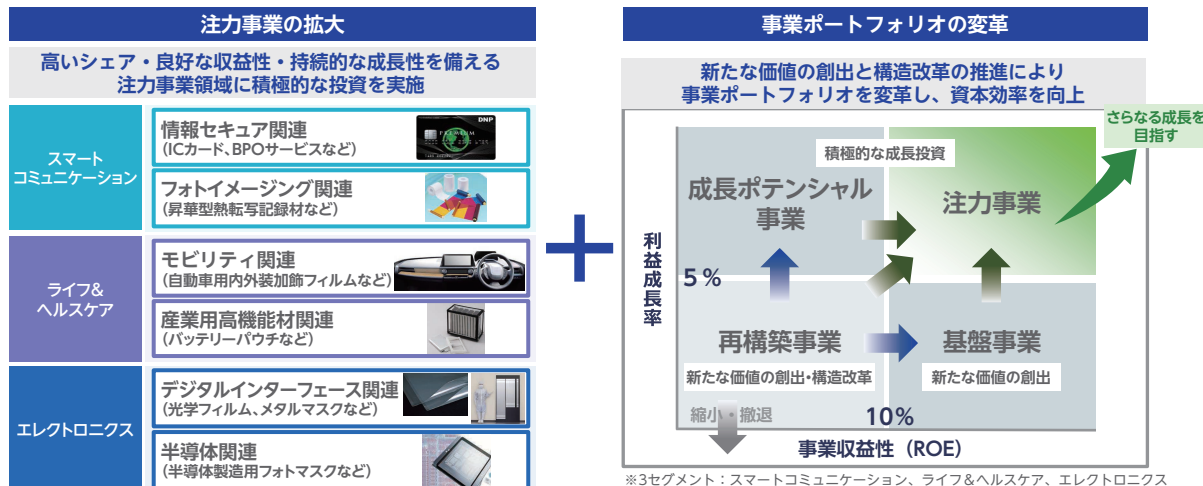 注力事業の拡大
高いシェア・良好な収益性・持続的な成長性を備える
注力事業領域に積極的な投資を実施
スマート
コミュニケーション
情報セキュア関連
（ICカード、BPOサービスなど）
DNP
PREMIUM
フォトイメージング関連
（昇華型熱転写記録材など）
ライフ&
ヘルスケア
モビリティ関連
（自動車用内外装加飾フィルムなど）
産業用高機能材関連
（バッテリーパウチなど）
エレクトロニクス
デジタルインターフェース関連
（光学フィルム、メタルマスクなど）
半導体関連
（半導体製造用フォトマスクなど）
事業ポートフォリオの変革
新たな価値の創出と構造改革の推進により
事業ポートフォリオを変革し、資本効率を向上
さらなる成長を
目指す
積極的な成長投資
成長ポテンシャル
事業
注力事業
利益成長率
5%
再構築事業
新たな価値の創出・構造改革
基盤事業
新たな価値の創出
縮小・撤退
10%
事業収益性（ROE）
※3セグメント：スマートコミュニケーション、ライフ&ヘルスケア、エレクトロニクス